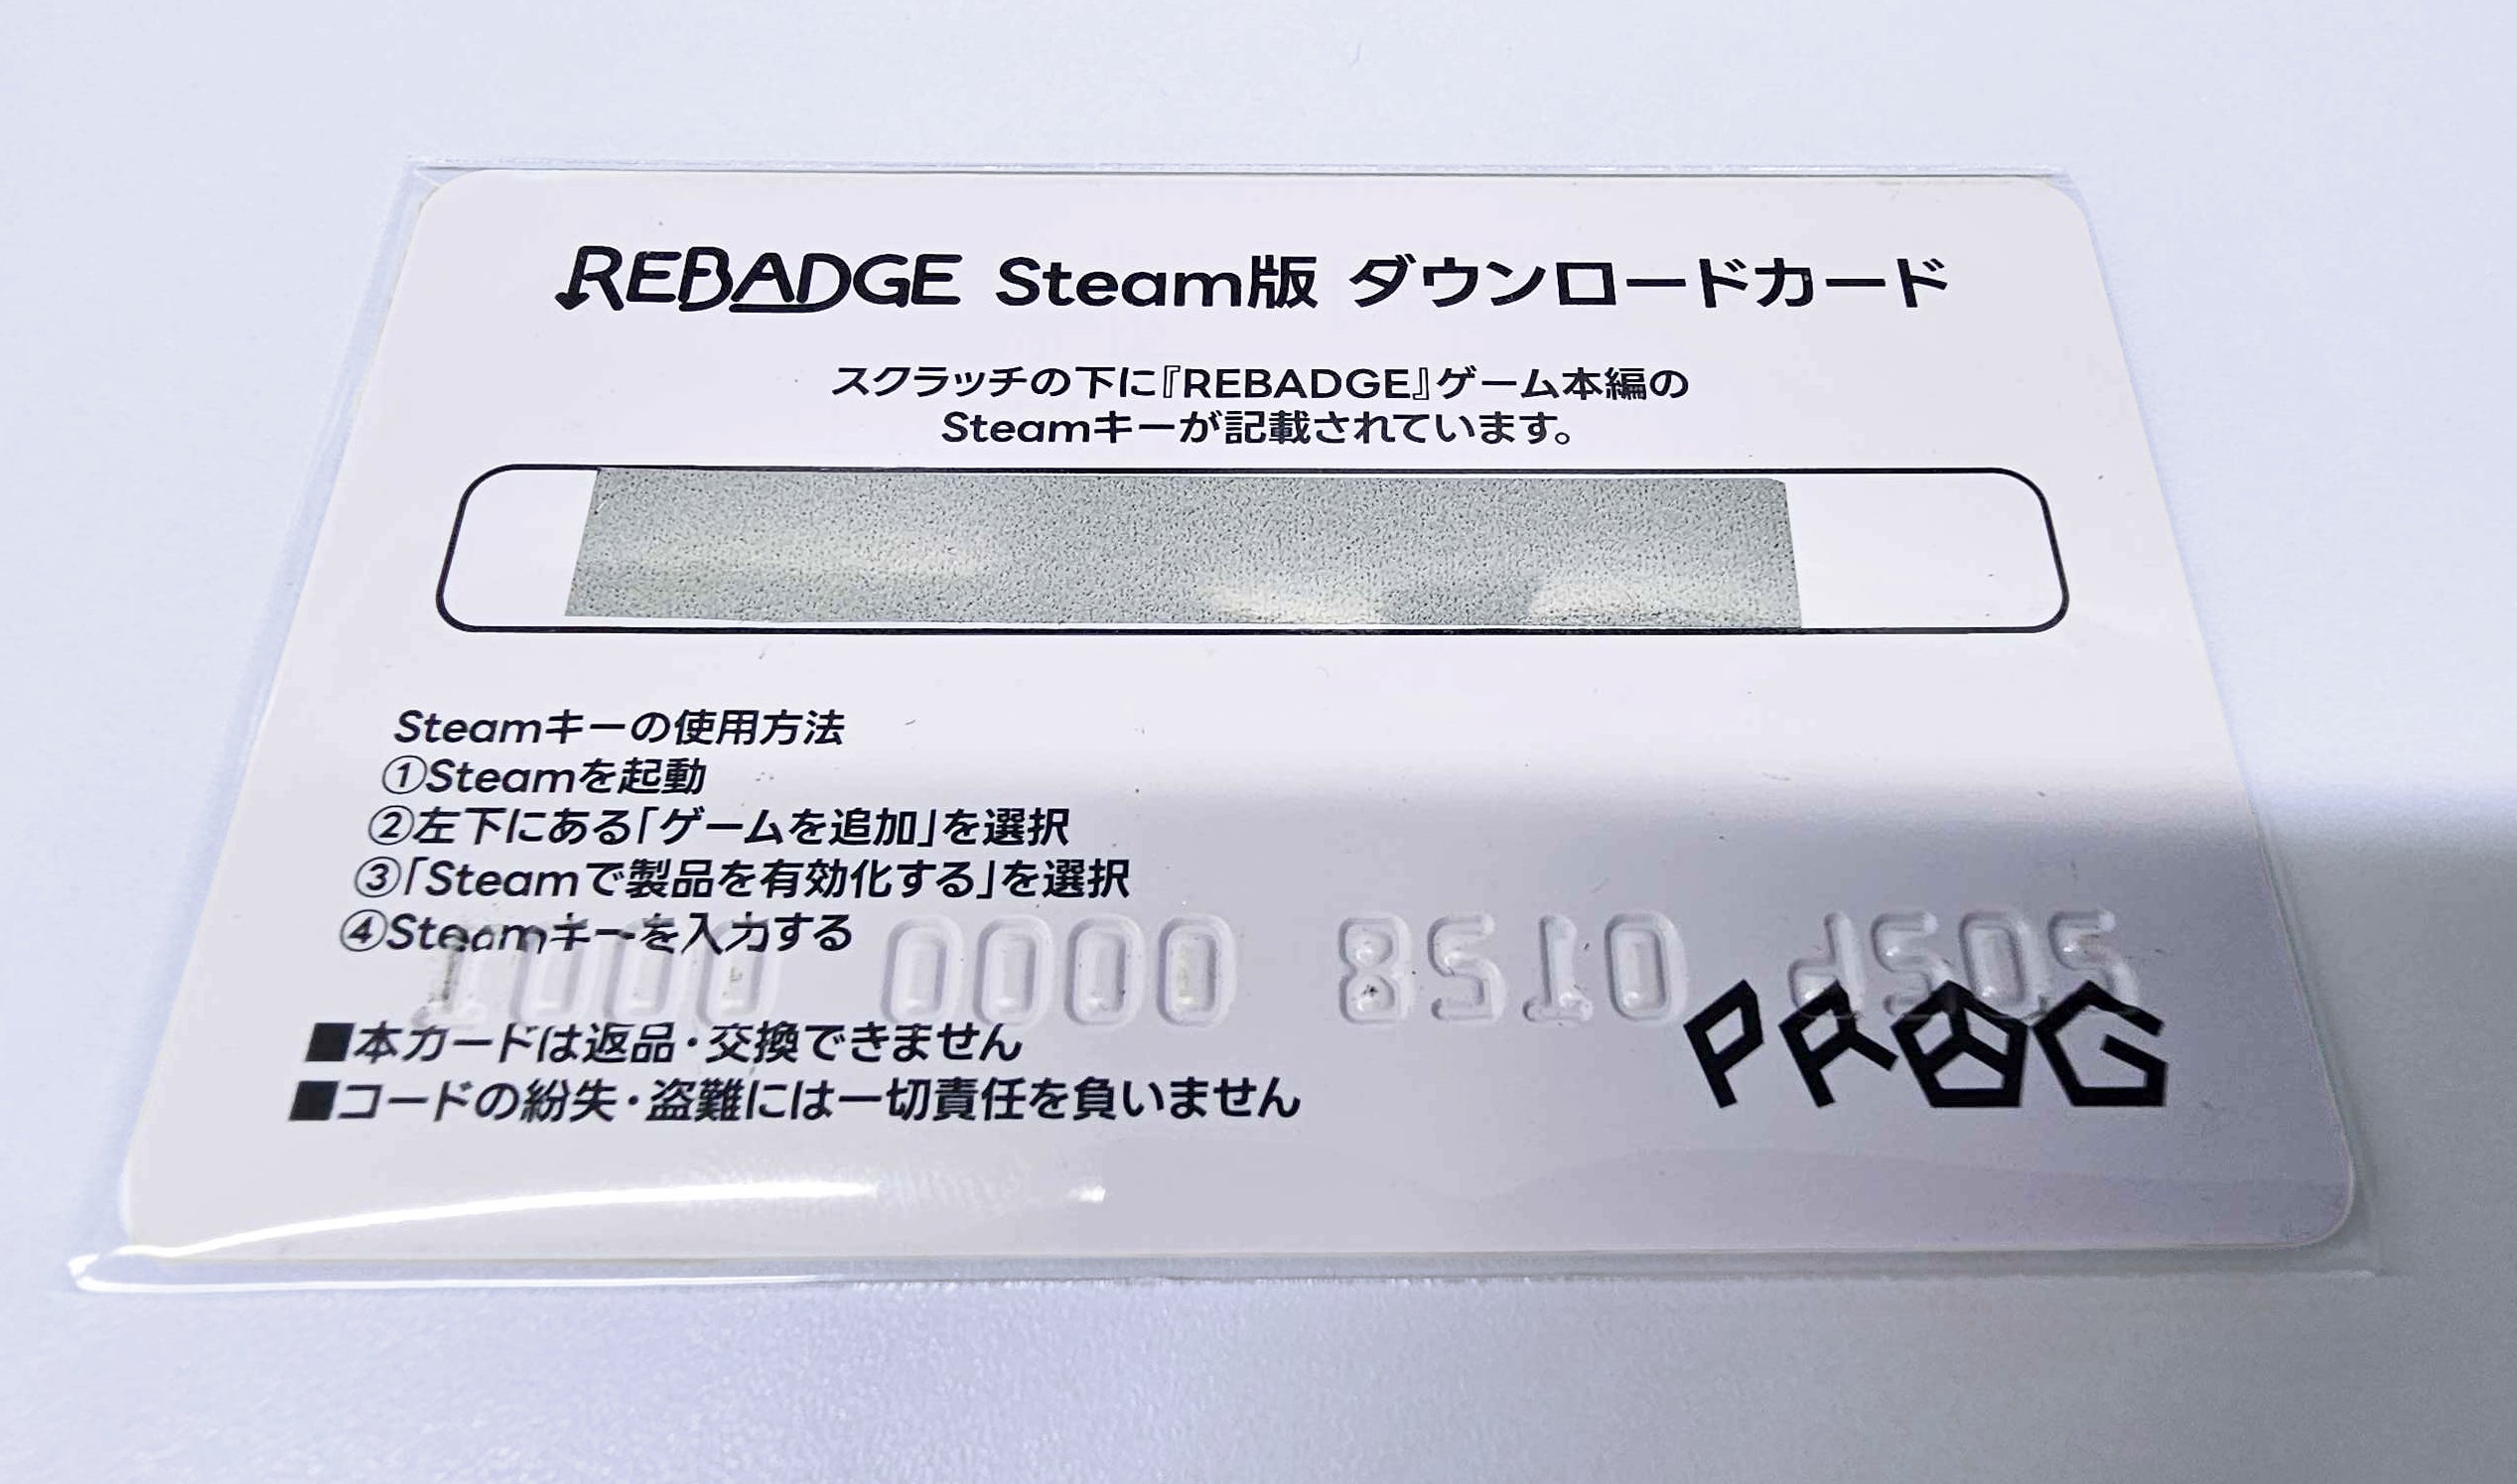 REBADGE Steam版 ダウンロードカード
スクラッチの下に『REBADGE』ゲーム本編の
Steamキーが記載されています。
Steamキーの使用方法
①Steamを起動
②左下にある「ゲームを追加」を選択
③「Steamで製品を有効化する」を選択
④Steamキーを入力する
■本カードは返品・交換できません
■コードの紛失・盗難には一切責任を負いません